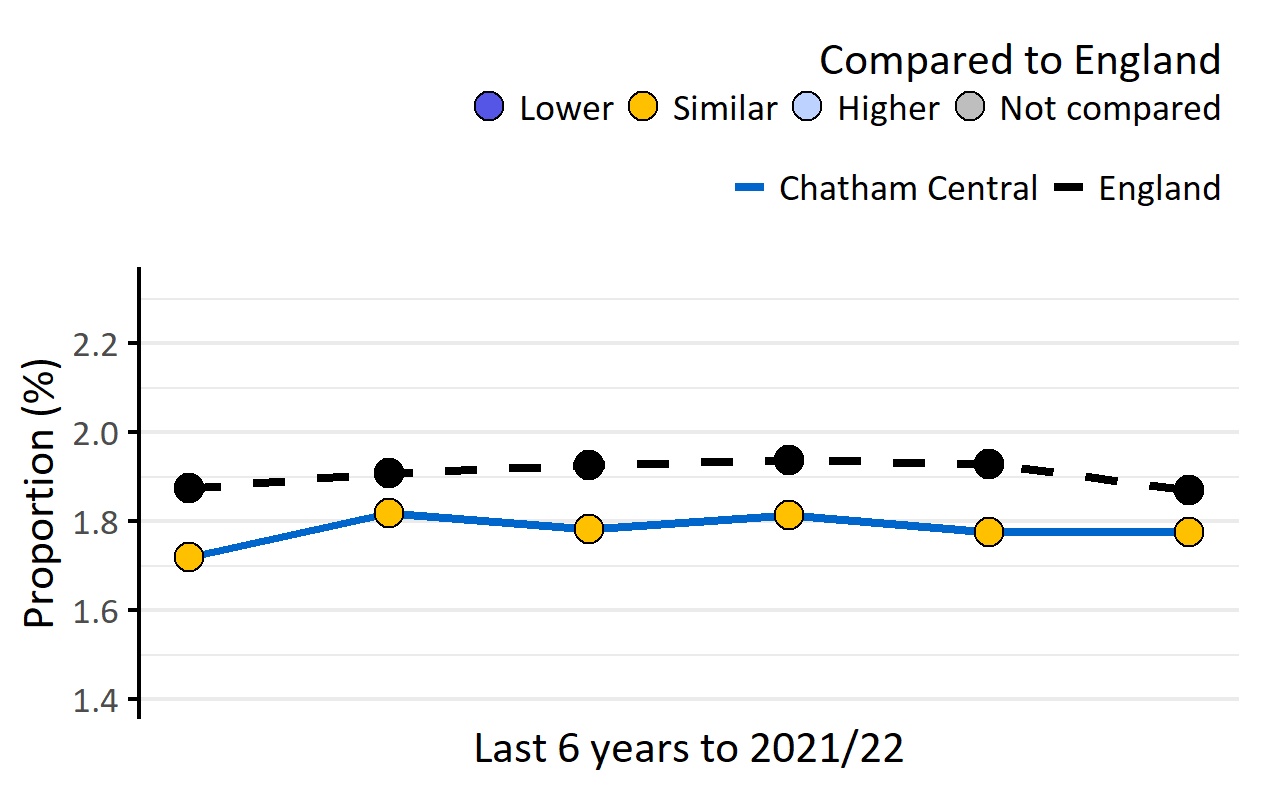 Compared to England
Lower Similar Higher Not compared
Chatham Central England
Proportion (%)
2.2
2.0
1.8
1.6
1.4
Last 6 years to 2021/22